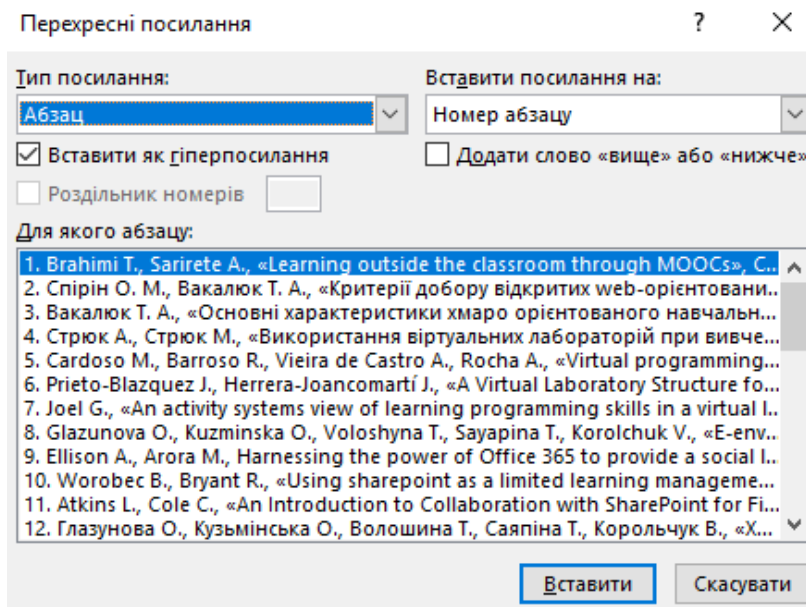 Перехресні посилання
? ✕
Тип посилання: Вставити посилання на:
Абзац Номер абзацу
Вставити як гіперпосилання Додати слово «вище» або «нижче»
Роздільник номерів
Для якого абзацу:
1. Brahimi T., Sarirete A., «Learning outside the classroom through MOOCs», C...
2. Спірін О. М., Вакалюк Т. А., «Критерії добору відкритих web-орієнтовани...
3. Вакалюк Т. А., «Основні характеристики хмаро орієнтованого навчальн...
4. Стрюк А., Стрюк М., «Використання віртуальних лабораторій при вивче...
5. Cardoso M., Barroso R., Vieira de Castro A., Rocha A., «Virtual programming...
6. Prieto-Blazquez J., Herrera-Joancomartí J., «A Virtual Laboratory Structure fo...
7. Joel G., «An activity systems view of learning programming skills in a virtual l...
8. Glazunova O., Kuzminska O., Voloshyna T., Sayapina T., Korolchuk V., «E-env...
9. Ellison A., Arora M., Harnessing the power of Office 365 to provide a social l...
10. Worobec B., Bryant R., «Using sharepoint as a limited learning manageme...
11. Atkins L., Cole C., «An Introduction to Collaboration with SharePoint for Fi...
12. Глазунова О., Кузьмінська О., Волошина Т., Саяпіна Т., Корольчук В., «Х...
Вставити Скасувати